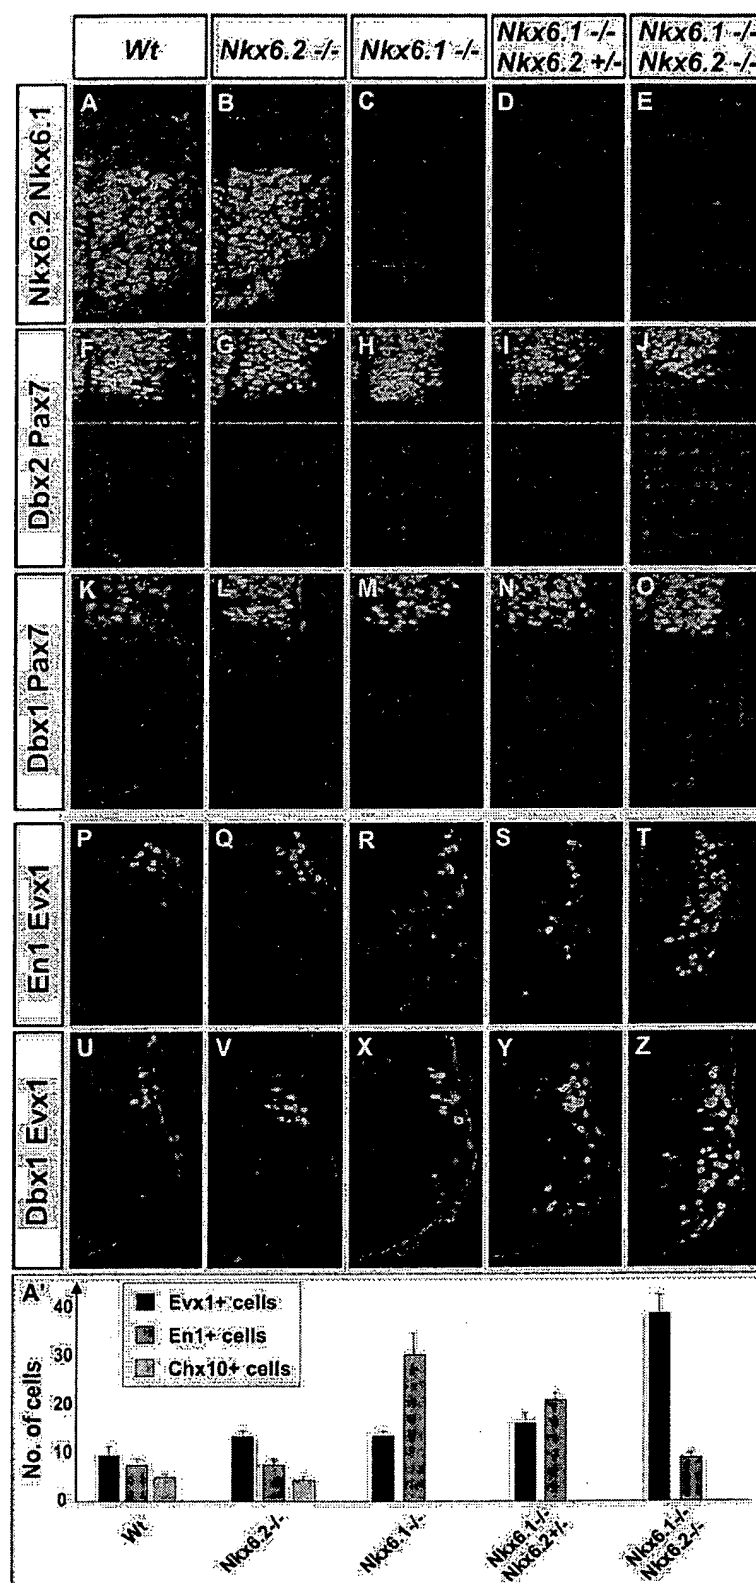 Wt
Nkx6.2 -/-
Nkx6.1 -/-
Nkx6.1 -/-
Nkx6.2 +/-
Nkx6.1 -/-
Nkx6.2 -/-
Nkx6.2 Nkx6.1
A B C D E
Dbx2 Pax7
F G H I J
Dbx1 Pax7
K L M N O
En1 Evx1
P Q R S T
Dbx1 Evx1
U V X Y Z
A'
No. of cells
40
30
20
10
0
Evx1+ cells
En1+ cells
Chx10+ cells
Wt
Nkx6.2-/-
Nkx6.1-/-
Nkx6.1-/-
Nkx6.2+/-
Nkx6.1-/-
Nkx6.2-/-